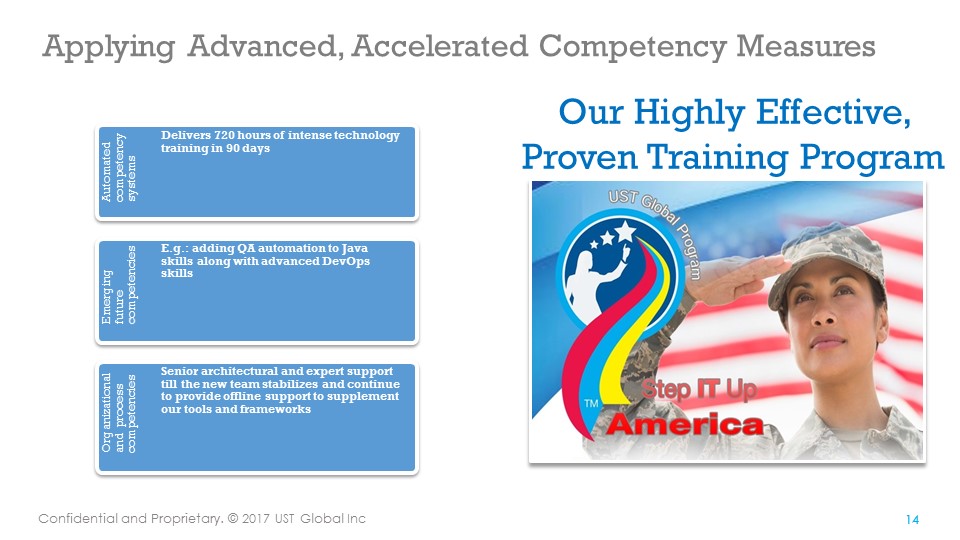 Applying Advanced, Accelerated Competency Measures
Automated
competency
systems
Delivers 720 hours of intense technology
training in 90 days
Emerging
future
competencies
E.g.: adding QA automation to Java
skills along with advanced DevOps
skills
Organizational
and process
competencies
Senior architectural and expert support
till the new team stabilizes and continue
to provide offline support to supplement
our tools and frameworks
Our Highly Effective,
Proven Training Program
UST Global Program
TM
Step IT Up
America
Confidential and Proprietary. © 2017 UST Global Inc
14